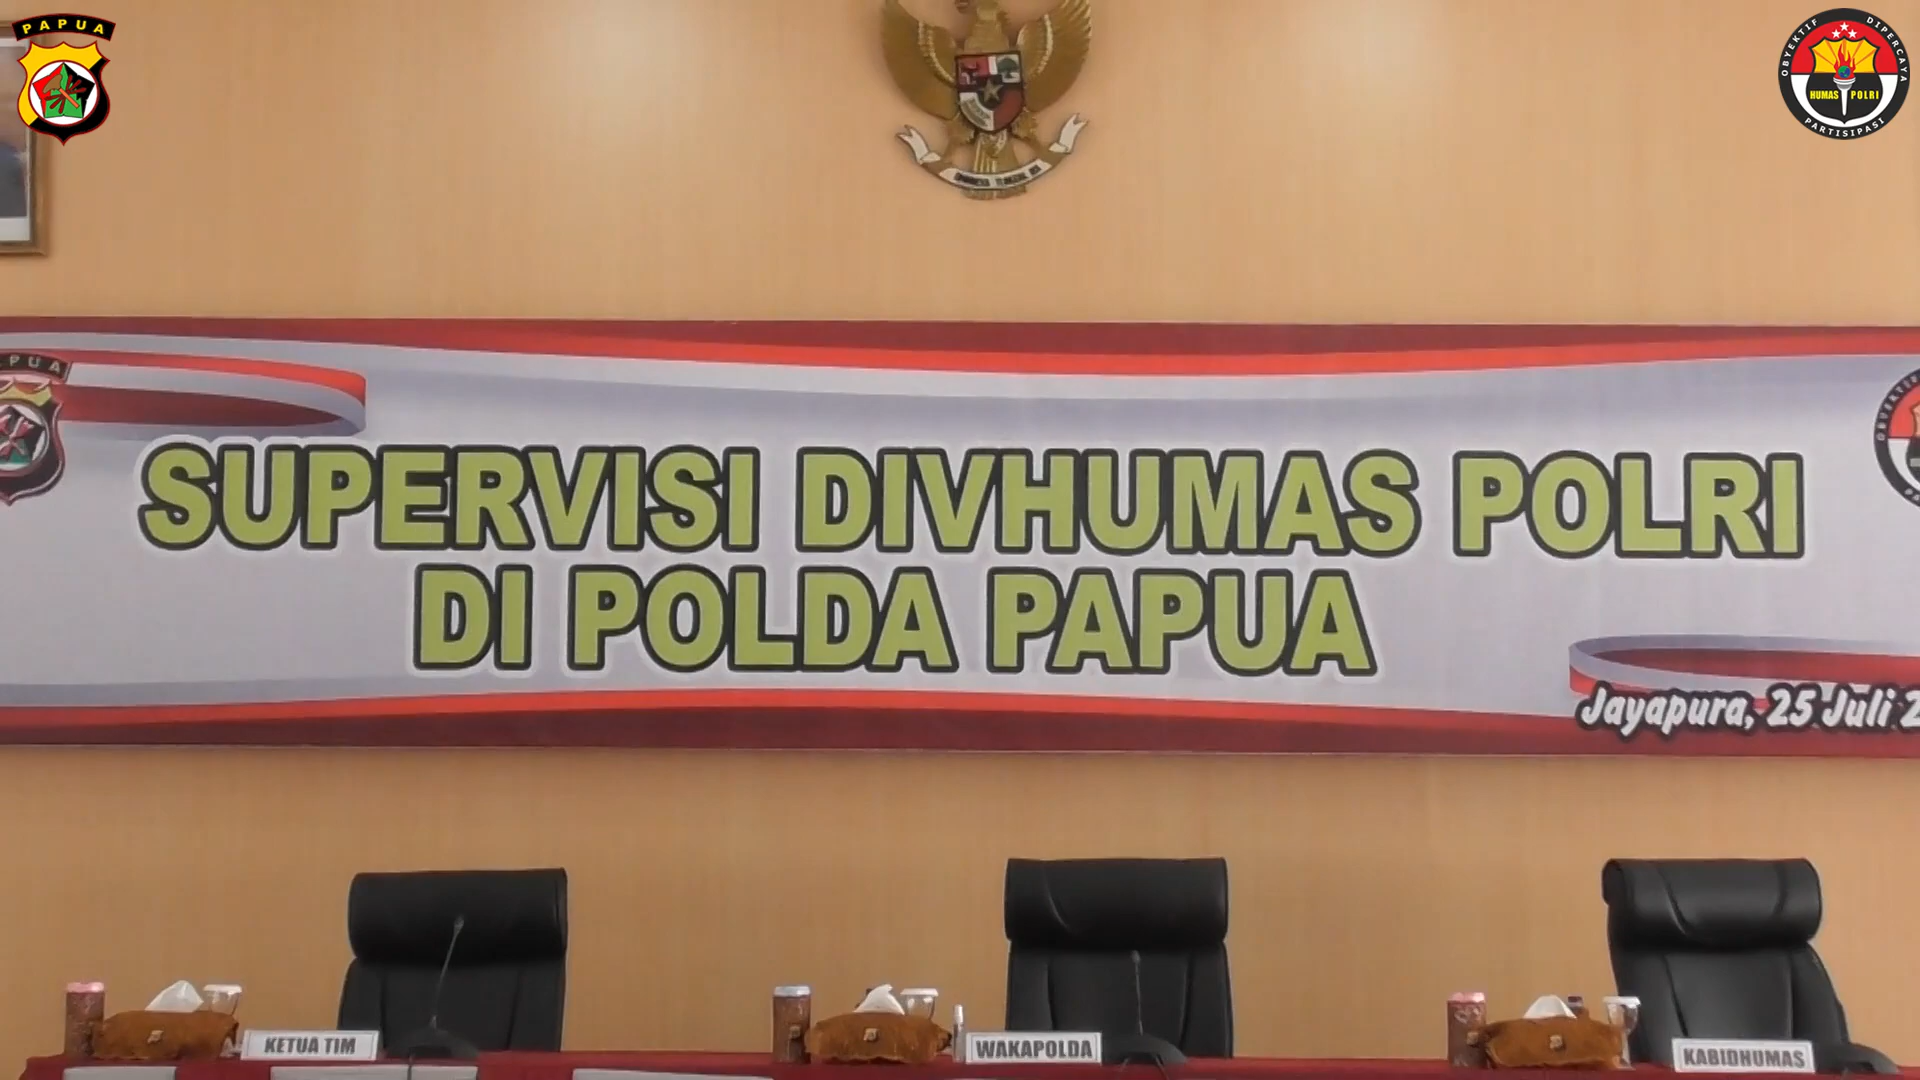 PAPUA
OBYEKTIF DIPERCAYA
HUMAS POLRI
PARTISIPASI
PAPUA
SUPERVISI DIVHUMAS POLRI
DI POLDA PAPUA
Jayapura, 25 Juli
KETUA TIM
WAKAPOLDA
KABIDHUMAS